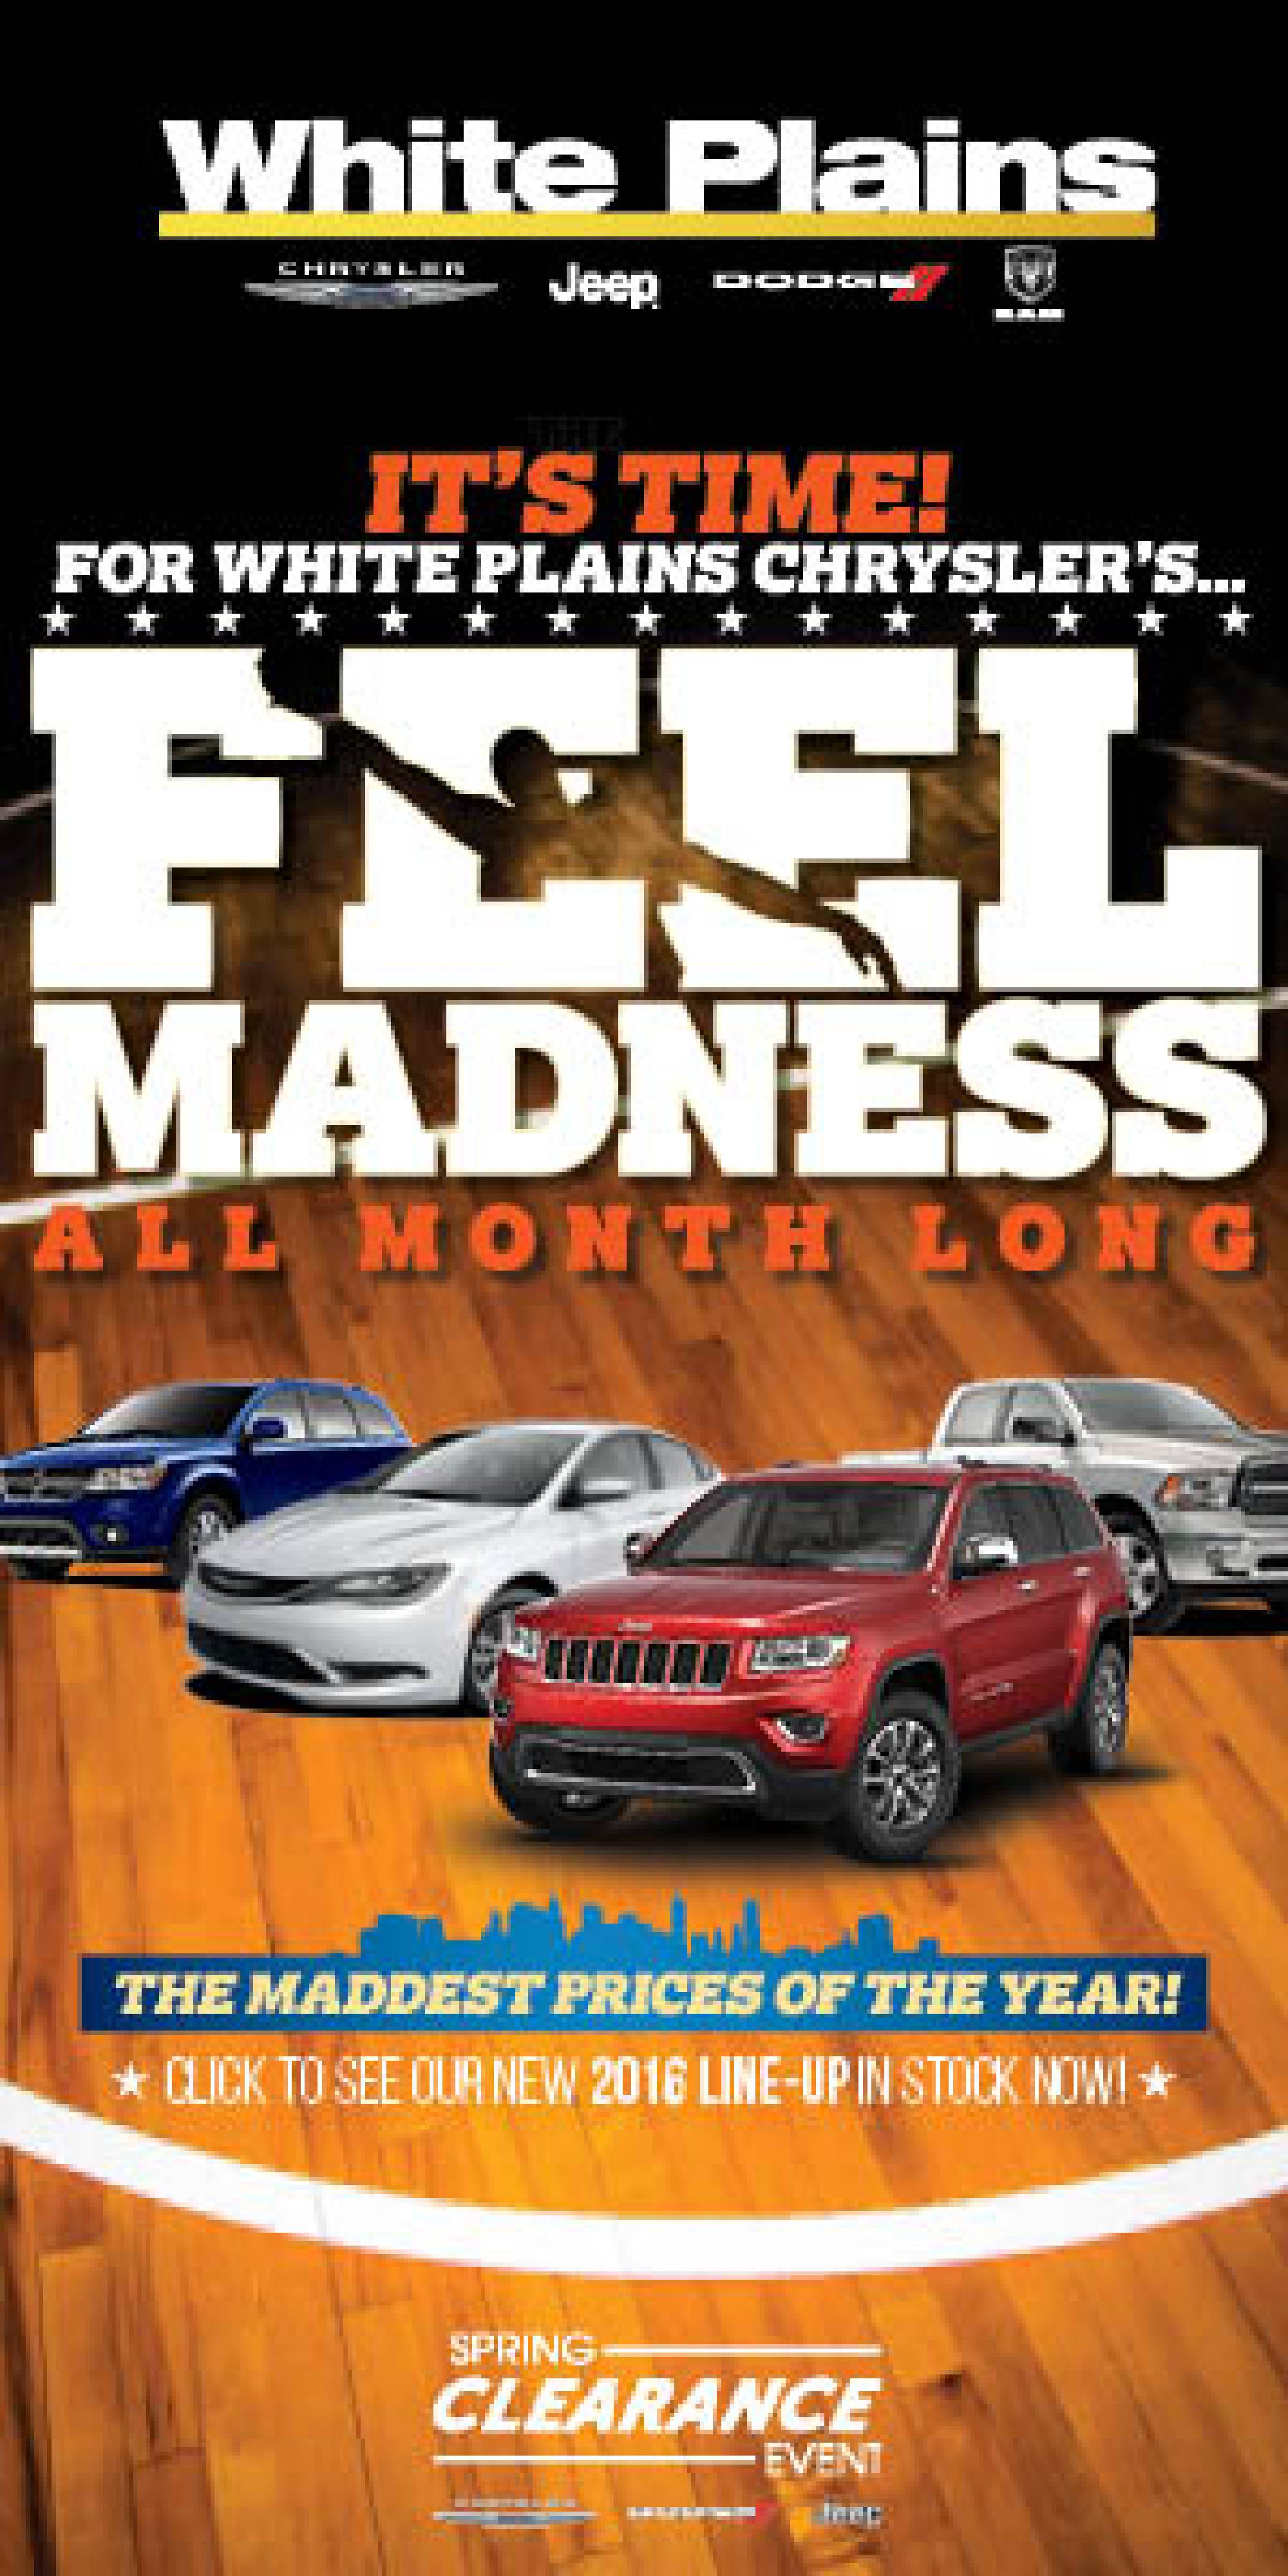 White Plains
CHRYSLER Jeep DODGE RAM
IT'S TIME!
FOR WHITE PLAINS CHRYSLER'S...
FEEL
MADNESS
ALL MONTH LONG
Jeep
THE MADDEST PRICES OF THE YEAR!
CLICK TO SEE OUR NEW 2016 LINE-UP IN STOCK NOW!
SPRING
CLEARANCE
EVENT
Jeep